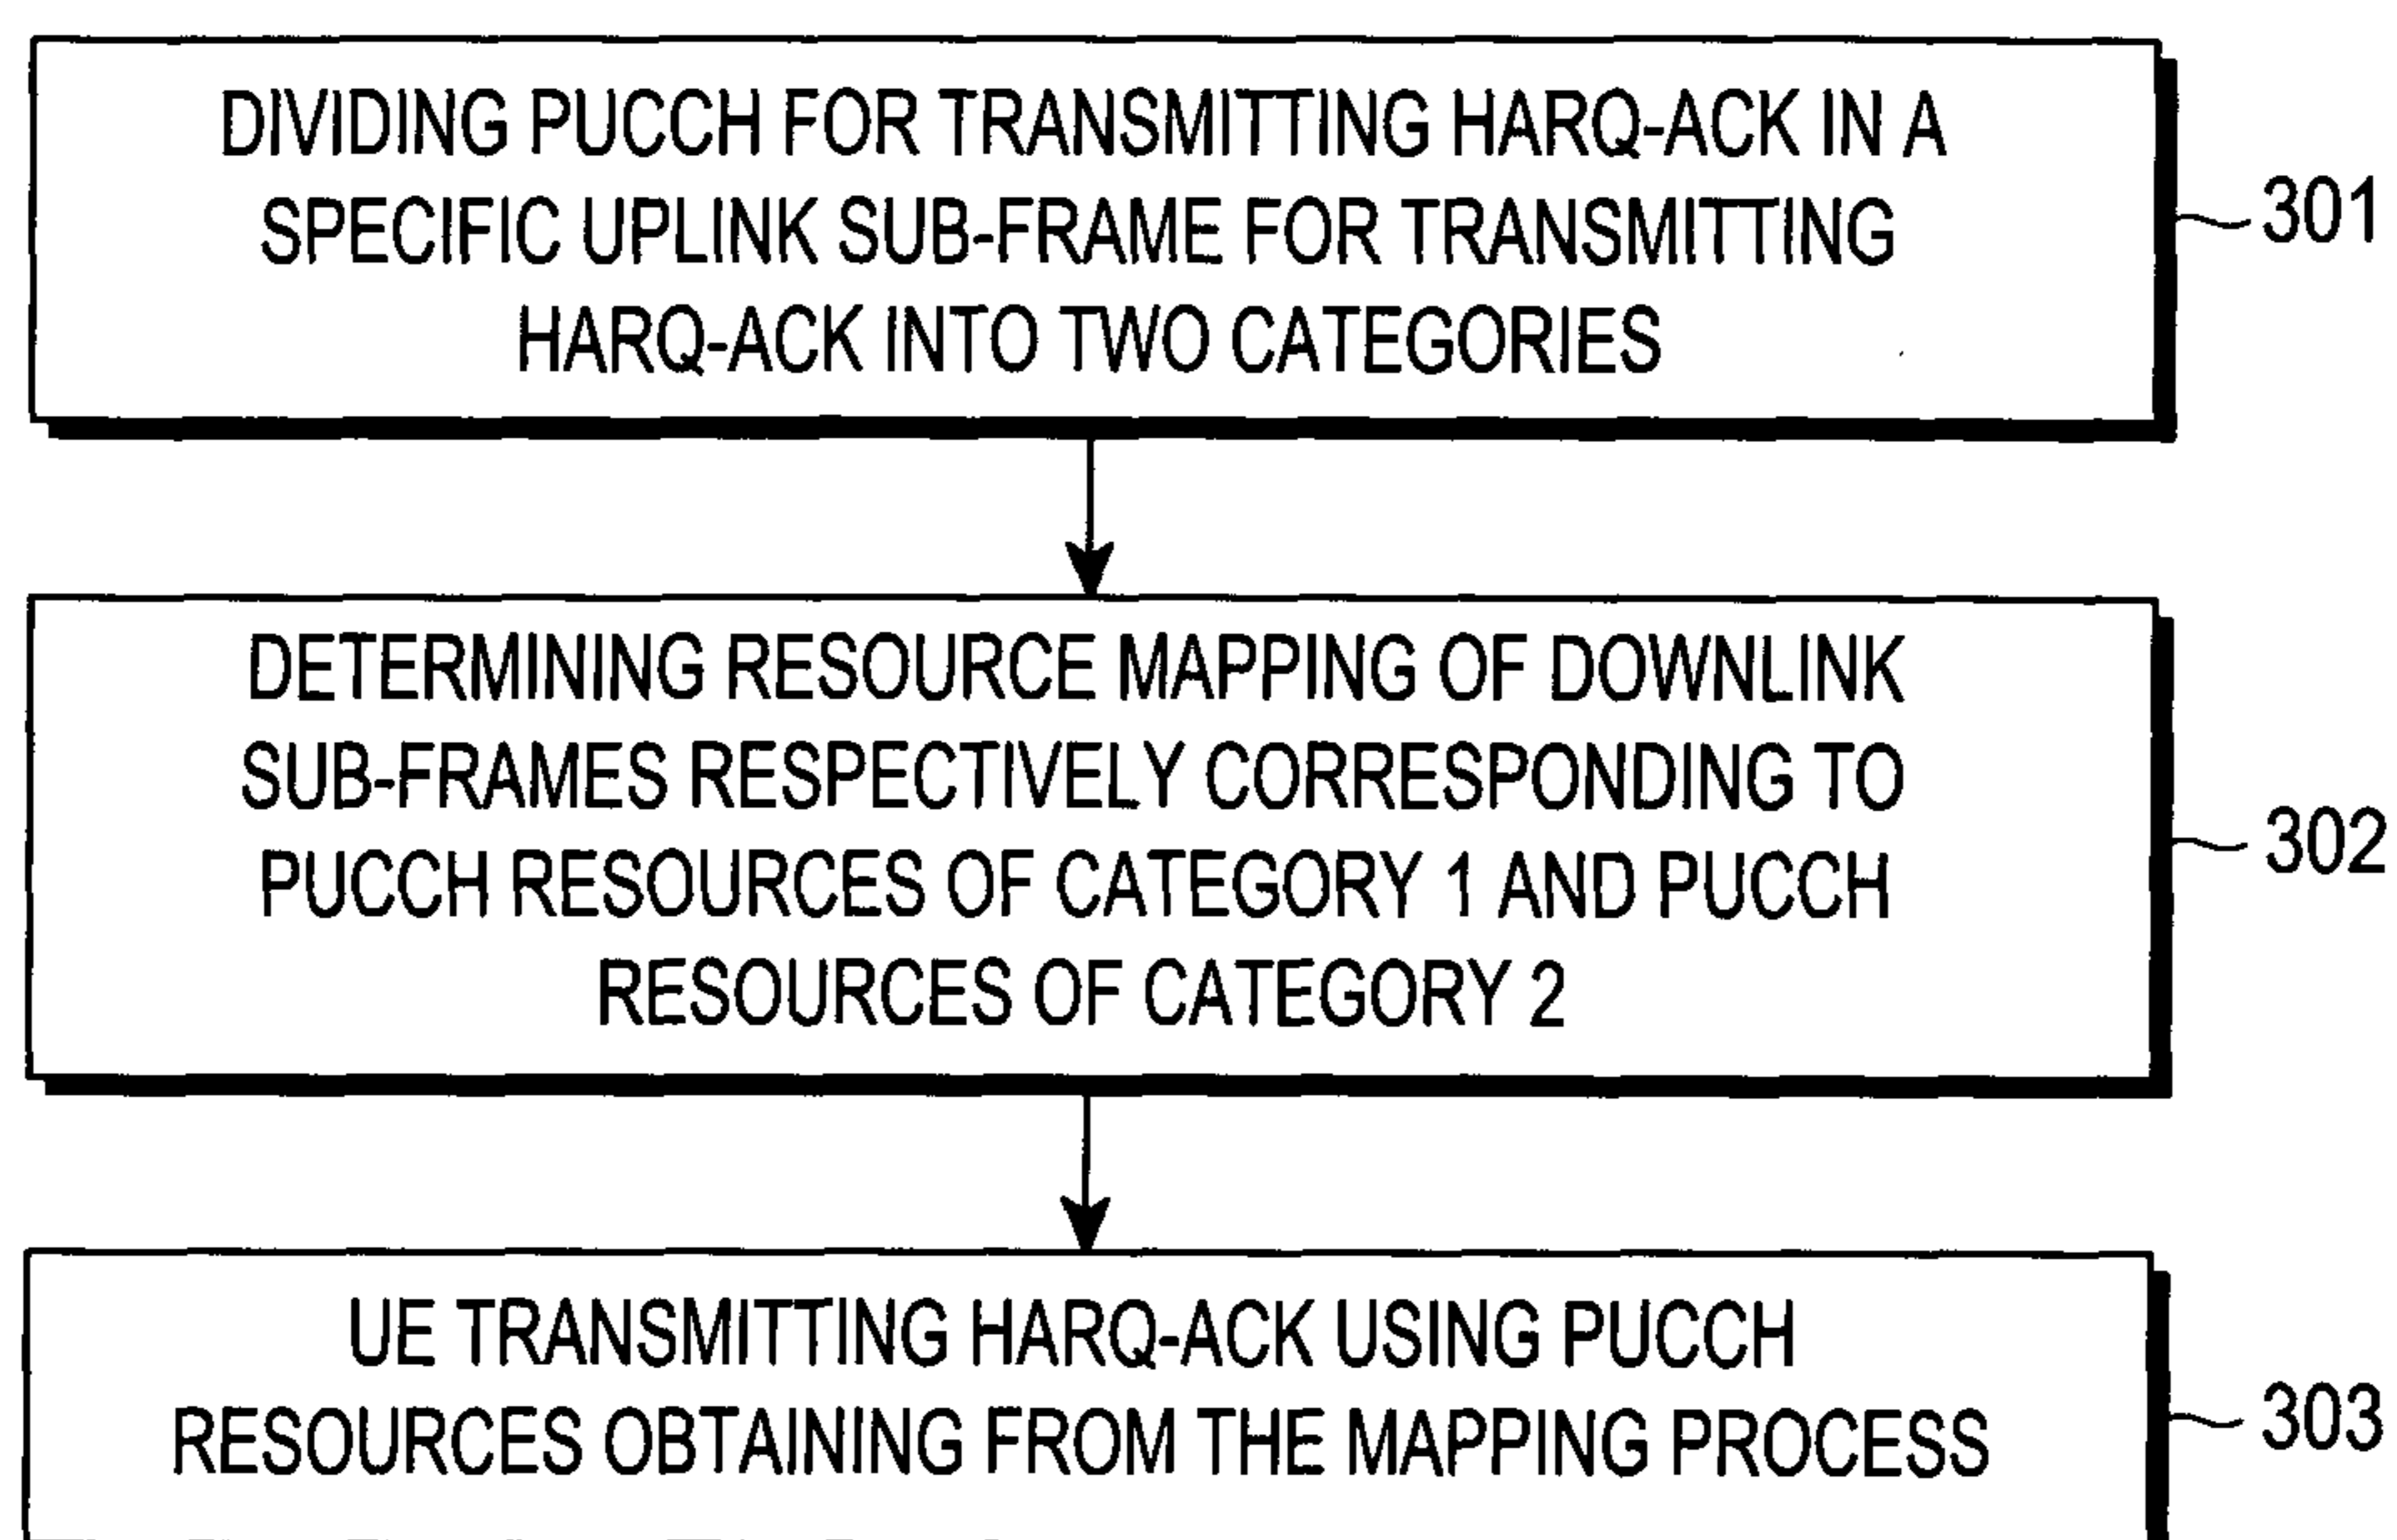 DIVIDING PUCCH FOR TRANSMITTING HARQ-ACK IN A
SPECIFIC UPLINK SUB-FRAME FOR TRANSMITTING
HARQ-ACK INTO TWO CATEGORIES
301
DETERMINING RESOURCE MAPPING OF DOWNLINK
SUB-FRAMES RESPECTIVELY CORRESPONDING TO
PUCCH RESOURCES OF CATEGORY 1 AND PUCCH
RESOURCES OF CATEGORY 2
302
UE TRANSMITTING HARQ-ACK USING PUCCH
RESOURCES OBTAINING FROM THE MAPPING PROCESS
303